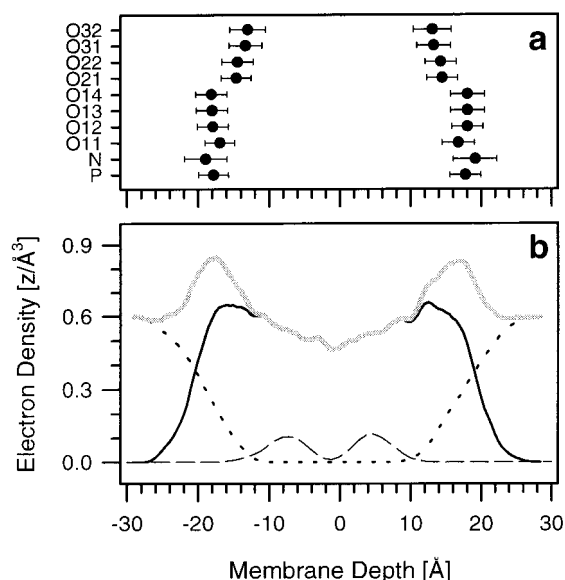 a
O32
O31
O22
O21
O14
O13
O12
O11
N
P
b
Electron Density [z/Å³]
0.9
0.6
0.3
0.0
-30 -20 -10 0 10 20 30
Membrane Depth [Å]